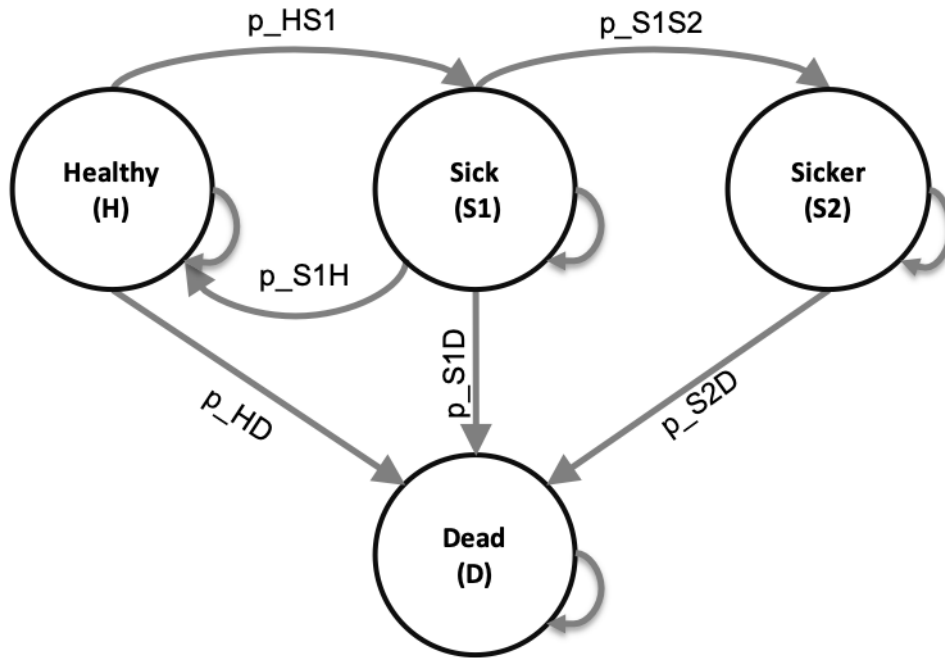 p_HS1
p_S1S2
Healthy
(H)
Sick
(S1)
Sicker
(S2)
p_S1H
p_HD
p_S1D
p_S2D
Dead
(D)